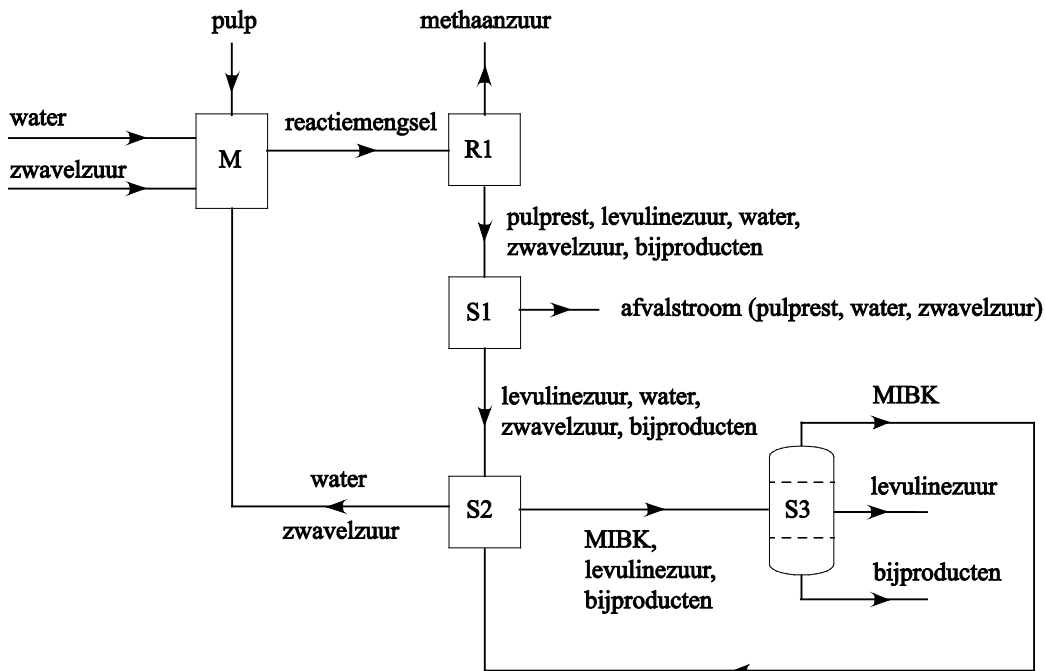 pulp
methaanzuur
water
reactiemengsel
zwavelzuur
M
R1
pulprest, levulinezuur, water,
zwavelzuur, bijproducten
S1
afvalstroom (pulprest, water, zwavelzuur)
levulinezuur, water,
zwavelzuur, bijproducten
MIBK
water
zwavelzuur
S2
MIBK,
levulinezuur,
bijproducten
S3
levulinezuur
bijproducten